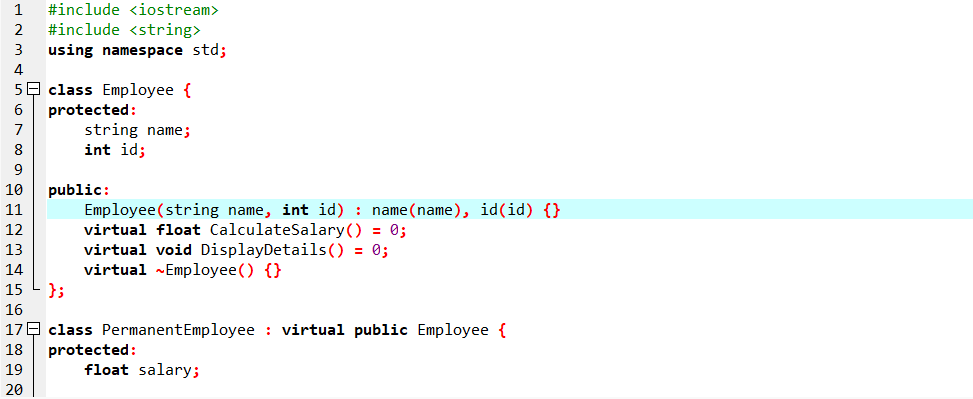 1 #include <iostream>
2 #include <string>
3 using namespace std;
4
5 class Employee {
6 protected:
7     string name;
8     int id;
9
10 public:
11     Employee(string name, int id) : name(name), id(id) {}
12     virtual float CalculateSalary() = 0;
13     virtual void DisplayDetails() = 0;
14     virtual ~Employee() {}
15 };
16
17 class PermanentEmployee : virtual public Employee {
18 protected:
19     float salary;
20